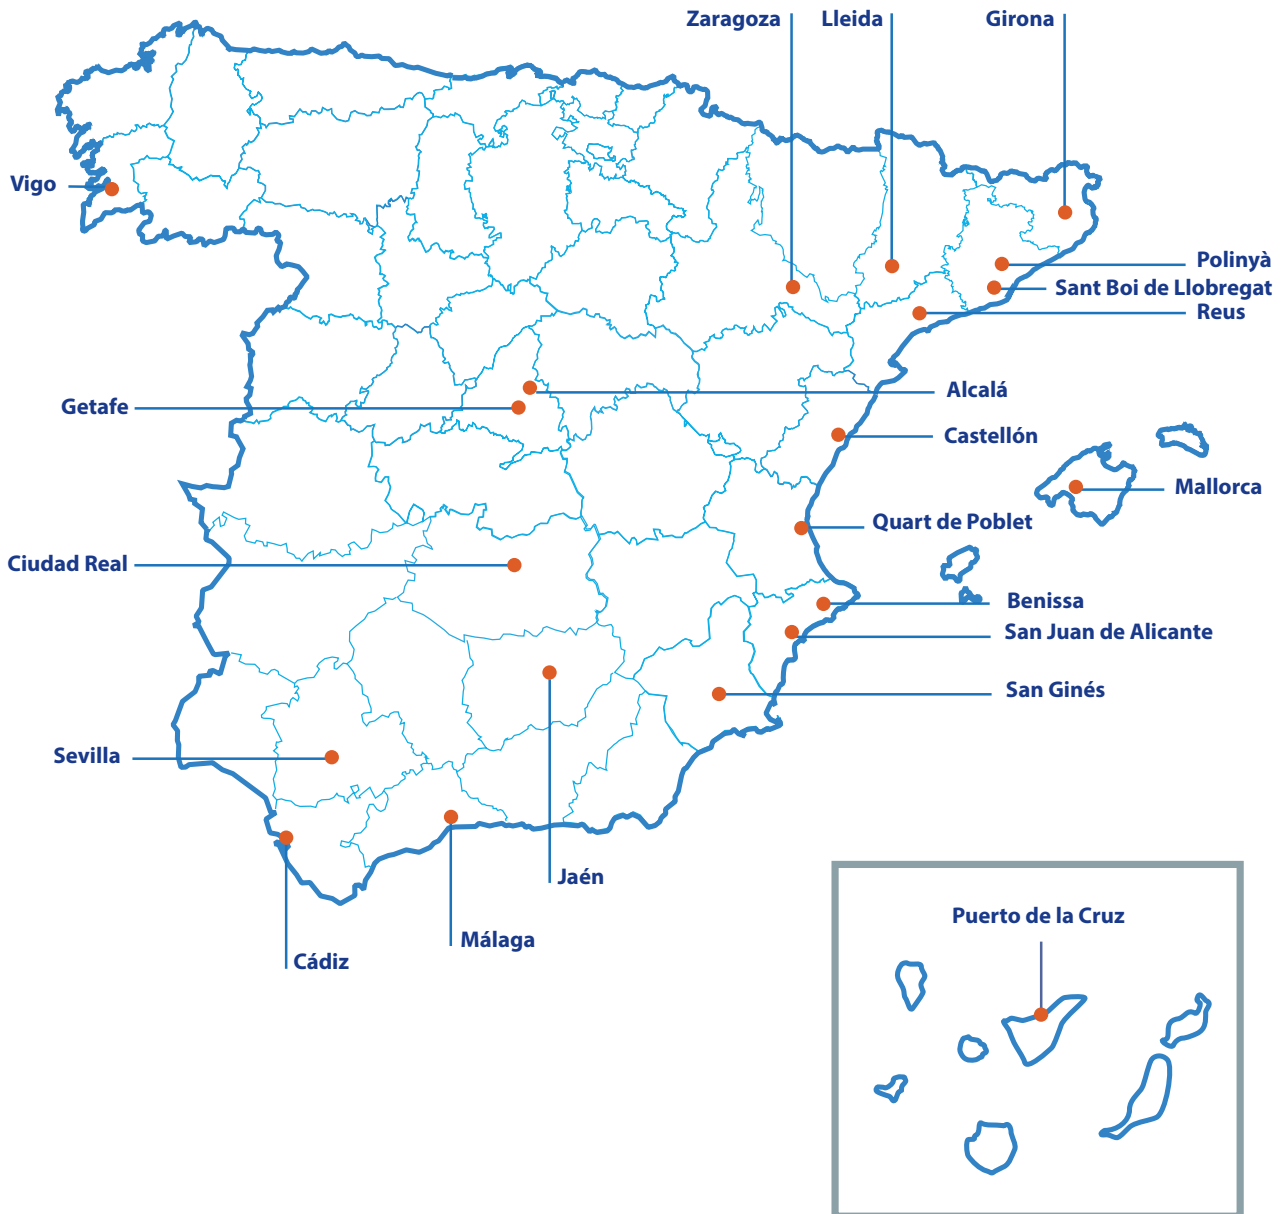 Zaragoza
Lleida
Girona
Vigo
Polinyà
Sant Boi de Llobregat
Reus
Alcalá
Getafe
Castellón
Mallorca
Quart de Poblet
Ciudad Real
Benissa
San Juan de Alicante
San Ginés
Sevilla
Jaén
Málaga
Cádiz
Puerto de la Cruz